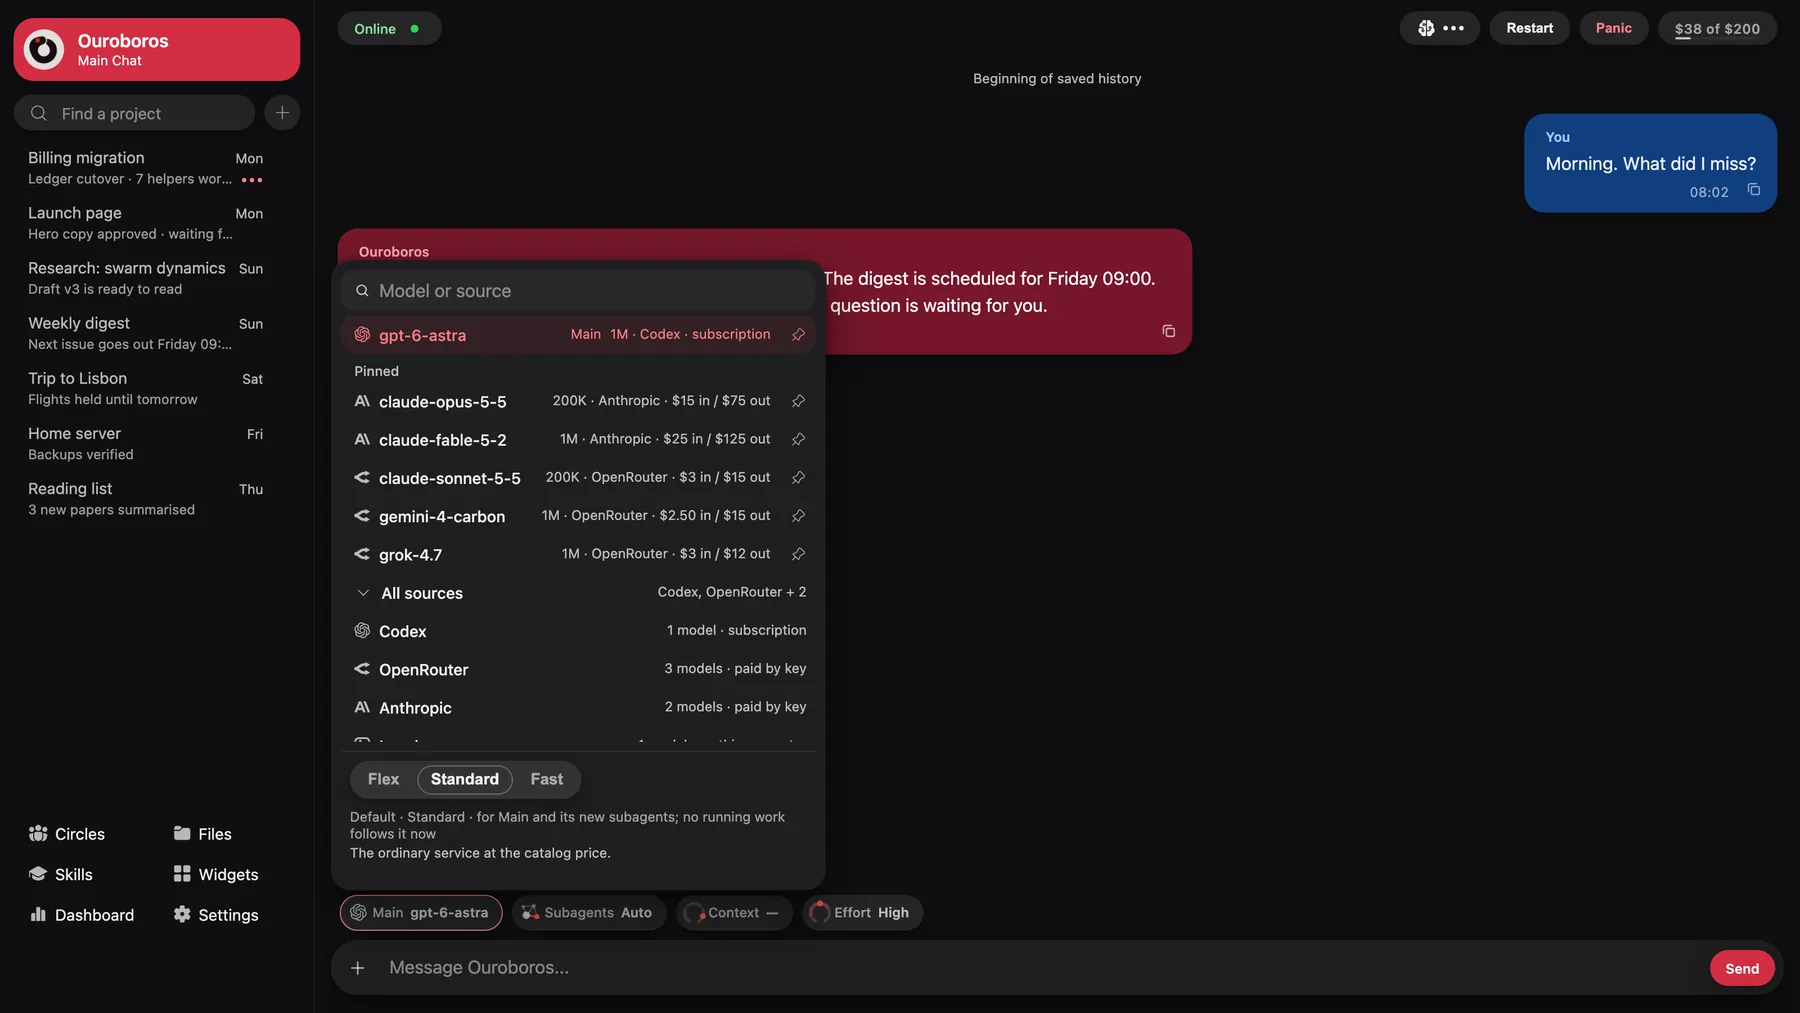 Ouroboros
Main Chat
Find a project
Billing migration Mon
Ledger cutover · 7 helpers wor...
Launch page Mon
Hero copy approved · waiting f...
Research: swarm dynamics Sun
Draft v3 is ready to read
Weekly digest Sun
Next issue goes out Friday 09:...
Trip to Lisbon Sat
Flights held until tomorrow
Home server Fri
Backups verified
Reading list Thu
3 new papers summarised
Circles Files
Skills Widgets
Dashboard Settings
Online
Restart
Panic
$38 of $200
Beginning of saved history
You
Morning. What did I miss?
08:02
Ouroboros
The digest is scheduled for Friday 09:00.
question is waiting for you.
Model or source
gpt-6-astra Main 1M · Codex · subscription
Pinned
claude-opus-5-5 200K · Anthropic · $15 in / $75 out
claude-fable-5-2 1M · Anthropic · $25 in / $125 out
claude-sonnet-5-5 200K · OpenRouter · $3 in / $15 out
gemini-4-carbon 1M · OpenRouter · $2.50 in / $15 out
grok-4.7 1M · OpenRouter · $3 in / $12 out
All sources Codex, OpenRouter + 2
Codex 1 model · subscription
OpenRouter 3 models · paid by key
Anthropic 2 models · paid by key
Flex Standard Fast
Default · Standard · for Main and its new subagents; no running work
follows it now
The ordinary service at the catalog price.
Main gpt-6-astra Subagents Auto Context — Effort High
Message Ouroboros...
Send